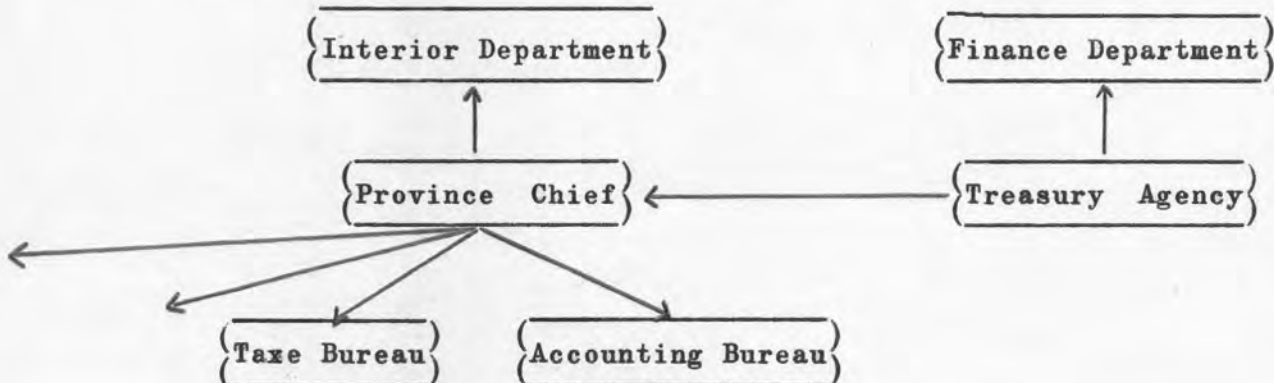 Interior Department Finance Department
Province Chief Treasury Agency
Taxe Bureau Accounting Bureau